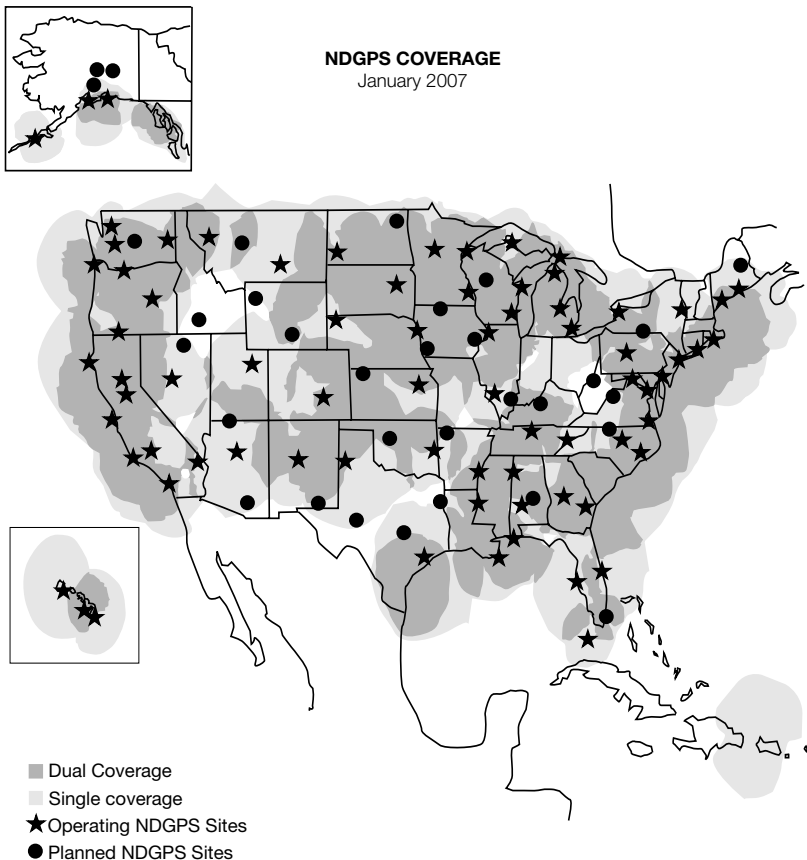 NDGPS COVERAGE
January 2007
Dual Coverage
Single coverage
Operating NDGPS Sites
Planned NDGPS Sites